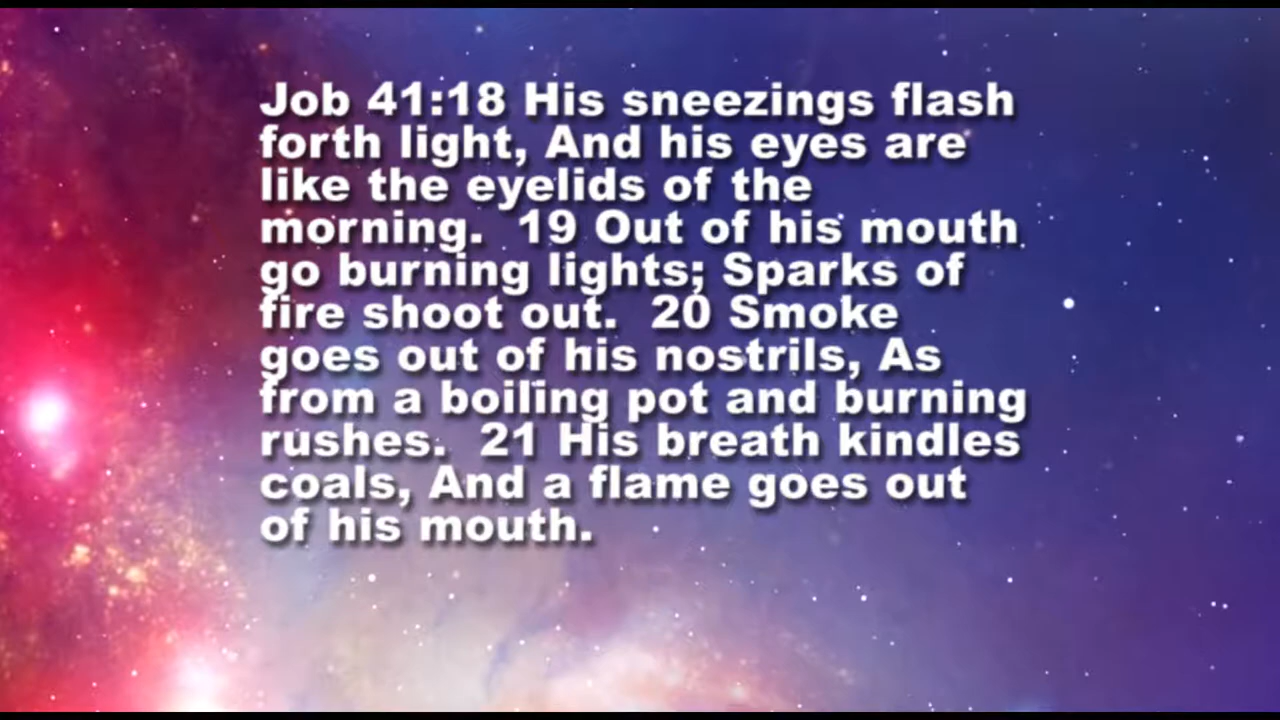 Job 41:18 His sneezings flash
forth light, And his eyes are
like the eyelids of the
morning.  19 Out of his mouth
go burning lights; Sparks of
fire shoot out.  20 Smoke
goes out of his nostrils, As
from a boiling pot and burning
rushes.  21 His breath kindles
coals, And a flame goes out
of his mouth.